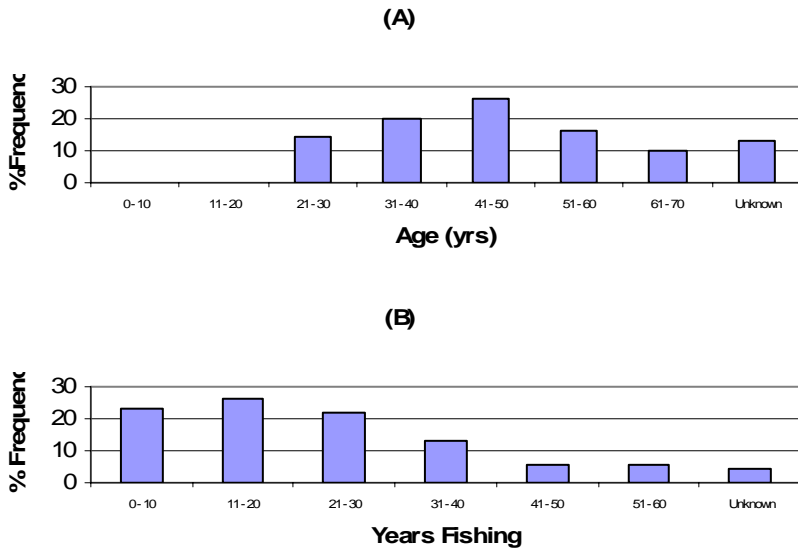 (A)
%Frequenc
30
20
10
0
0-10 11-20 21-30 31-40 41-50 51-60 61-70 Unknown
Age (yrs)
(B)
% Frequenc
30
20
10
0
0-10 11-20 21-30 31-40 41-50 51-60 Unknown
Years Fishing